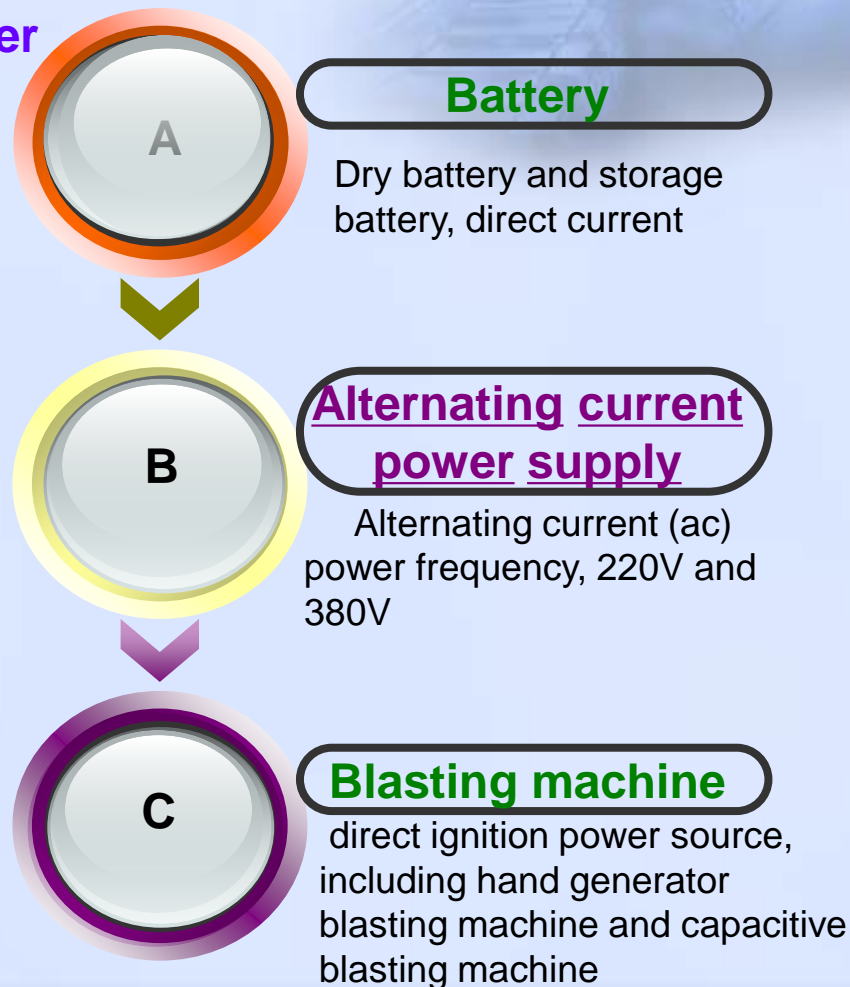 er
A
Battery
Dry battery and storage
battery, direct current
B
Alternating current
power supply
Alternating current (ac)
power frequency, 220V and
380V
C
Blasting machine
direct ignition power source,
including hand generator
blasting machine and capacitive
blasting machine